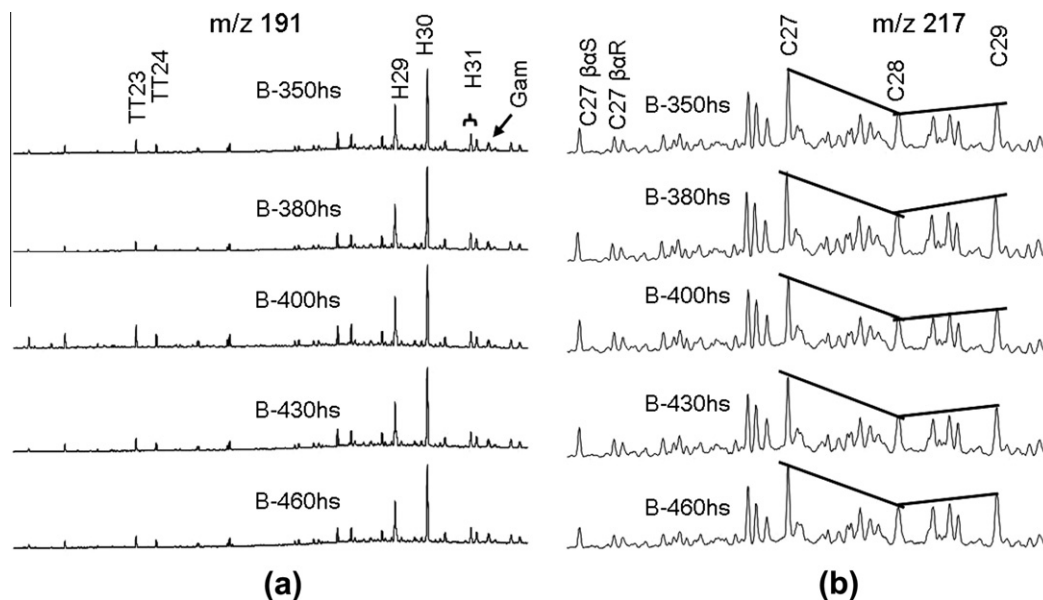 m/z 191
TT23
TT24
H29
H30
H31
Gam
B-350hs
B-380hs
B-400hs
B-430hs
B-460hs
(a)
m/z 217
C27 βαS
C27 βαR
C27
C28
C29
B-350hs
B-380hs
B-400hs
B-430hs
B-460hs
(b)